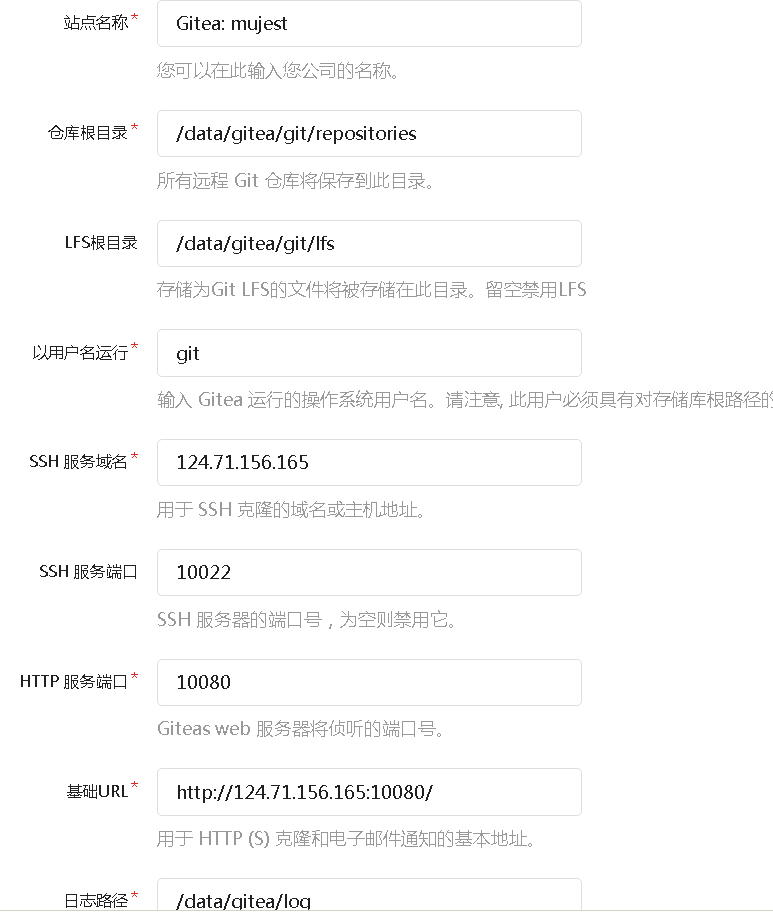 站点名称* Gitea: mujest
您可以在此输入您公司的名称。
仓库根目录* /data/gitea/git/repositories
所有远程 Git 仓库将保存到此目录。
LFS根目录 /data/gitea/git/lfs
存储为Git LFS的文件将被存储在此目录。留空禁用LFS
以用户名运行* git
输入 Gitea 运行的操作系统用户名。请注意, 此用户必须具有对存储库根路径的
SSH 服务域名* 124.71.156.165
用于 SSH 克隆的域名或主机地址。
SSH 服务端口 10022
SSH 服务器的端口号，为空则禁用它。
HTTP 服务端口* 10080
Giteas web 服务器将侦听的端口号。
基础URL* http://124.71.156.165:10080/
用于 HTTP (S) 克隆和电子邮件通知的基本地址。
日志路径* /data/gitea/log